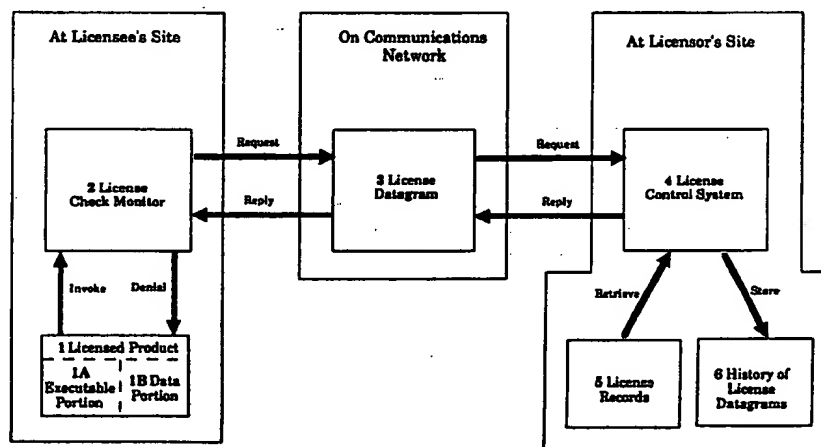 At Licensee's Site
On Communications
Network
At Licensor's Site
Request
Request
2 License
Check Monitor
3 License
Datagram
4 License
Control System
Reply
Reply
Invoke
Denial
Retrieve
Store
1 Licensed Product
1A
Executable
Portion
1B Data
Portion
5 License
Records
6 History of
License
Datagrams